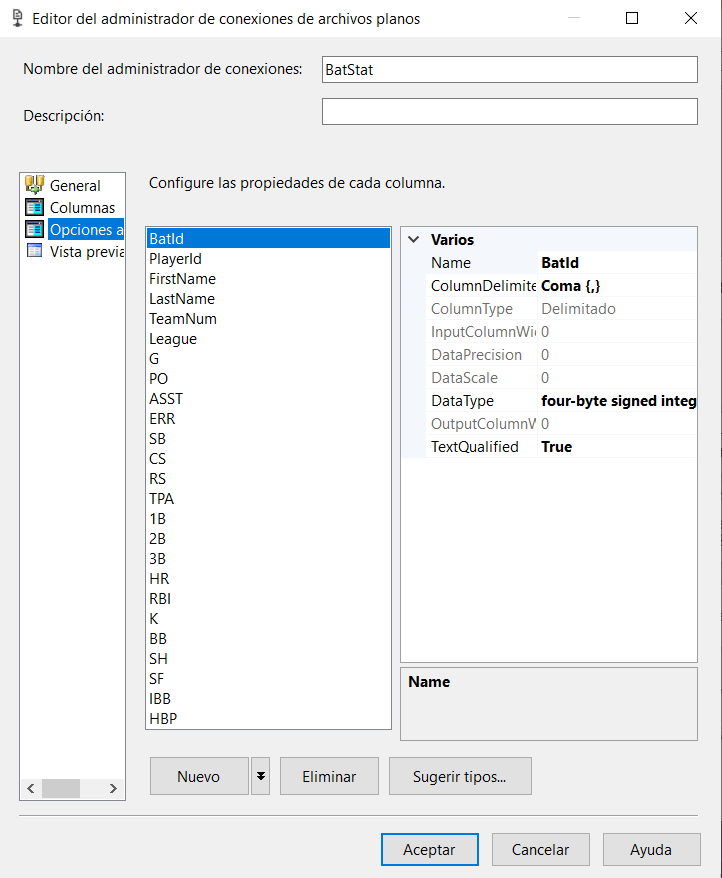 Editor del administrador de conexiones de archivos planos
Nombre del administrador de conexiones: BatStat
Descripción:
General
Columnas
Opciones a
Vista previa
Configure las propiedades de cada columna.
BatId
PlayerId
FirstName
LastName
TeamNum
League
G
PO
ASST
ERR
SB
CS
RS
TPA
1B
2B
3B
HR
RBI
K
BB
SH
SF
IBB
HBP
Varios
Name BatId
ColumnDelimite Coma {,}
ColumnType Delimitado
InputColumnWi 0
DataPrecision 0
DataScale 0
DataType four-byte signed integ
OutputColumnW 0
TextQualified True
Name
Nuevo Eliminar Sugerir tipos...
Aceptar Cancelar Ayuda